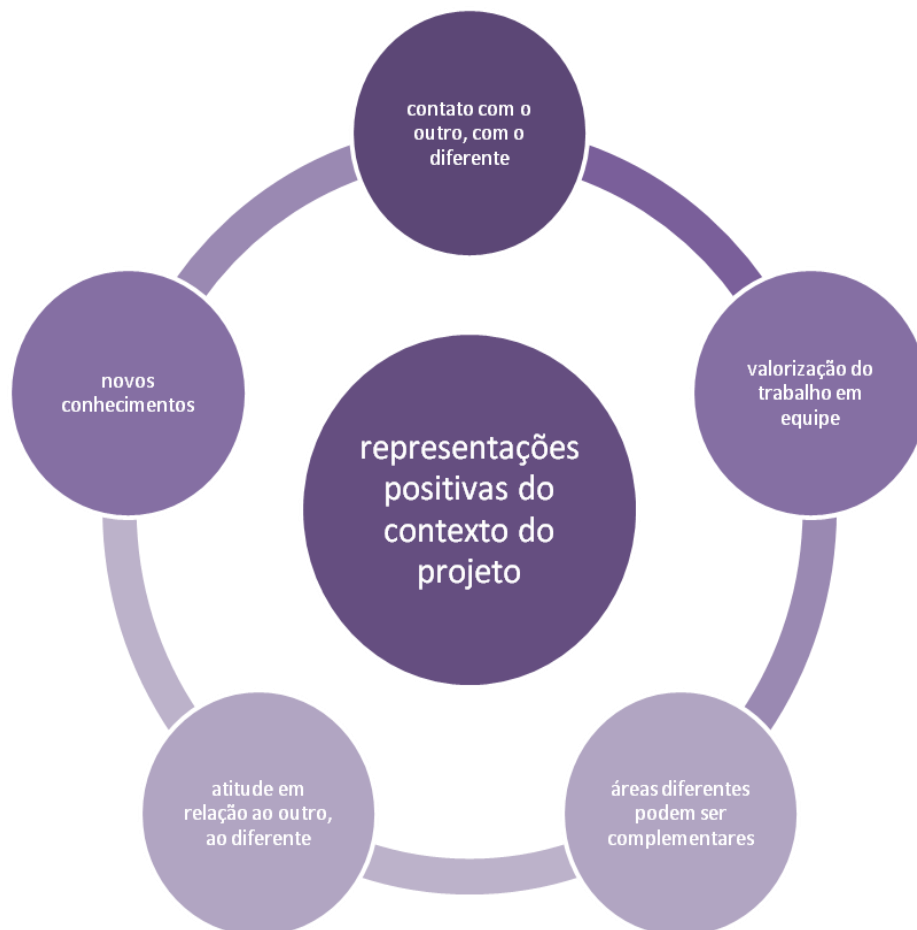 contato com o
outro, com o
diferente
valorização do
trabalho em
equipe
novos
conhecimentos
representações
positivas do
contexto do
projeto
áreas diferentes
podem ser
complementares
atitude em
relação ao outro,
ao diferente